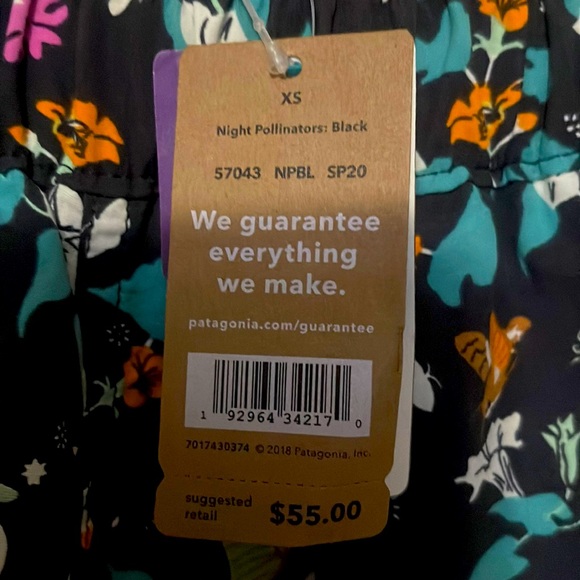 XS
Night Pollinators: Black
57043 NPBL SP20
We guarantee
everything
we make.
patagonia.com/guarantee
1 92964 34217 0
7017430374 © 2018 Patagonia, Inc.
suggested
retail
$55.00